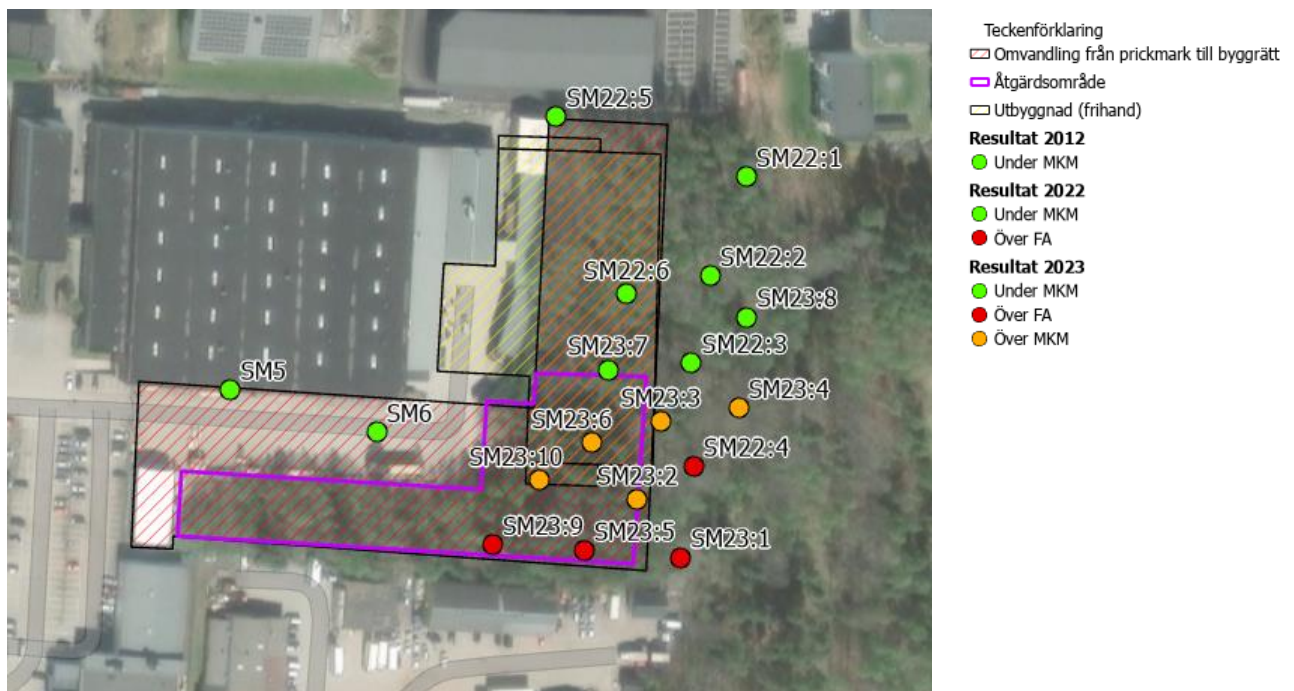 SM22:5
SM22:1
SM22:2
SM22:6
SM23:8
SM23:7
SM22:3
SM5
SM23:3
SM23:4
SM6
SM23:6
SM22:4
SM23:10
SM23:2
SM23:9
SM23:5
SM23:1
Teckenförklaring
Omvandling från prickmark till byggrätt
Åtgärdsområde
Utbyggnad (frihand)
Resultat 2012
Under MKM
Resultat 2022
Under MKM
Över FA
Resultat 2023
Under MKM
Över FA
Över MKM